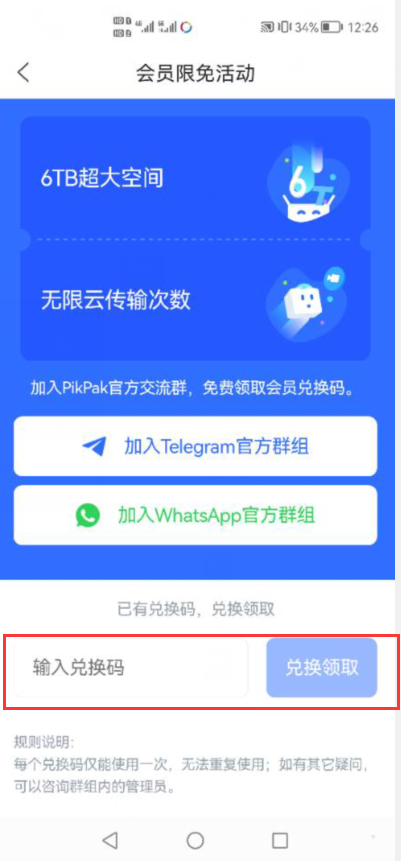 34% 12:26
会员限免活动
6TB超大空间
6T
无限云传输次数
加入PikPak官方交流群，免费领取会员兑换码。
加入Telegram官方群组
加入WhatsApp官方群组
已有兑换码，兑换领取
输入兑换码 兑换领取
规则说明：
每个兑换码仅能使用一次，无法重复使用；如有其它疑问，
可以咨询群组内的管理员。